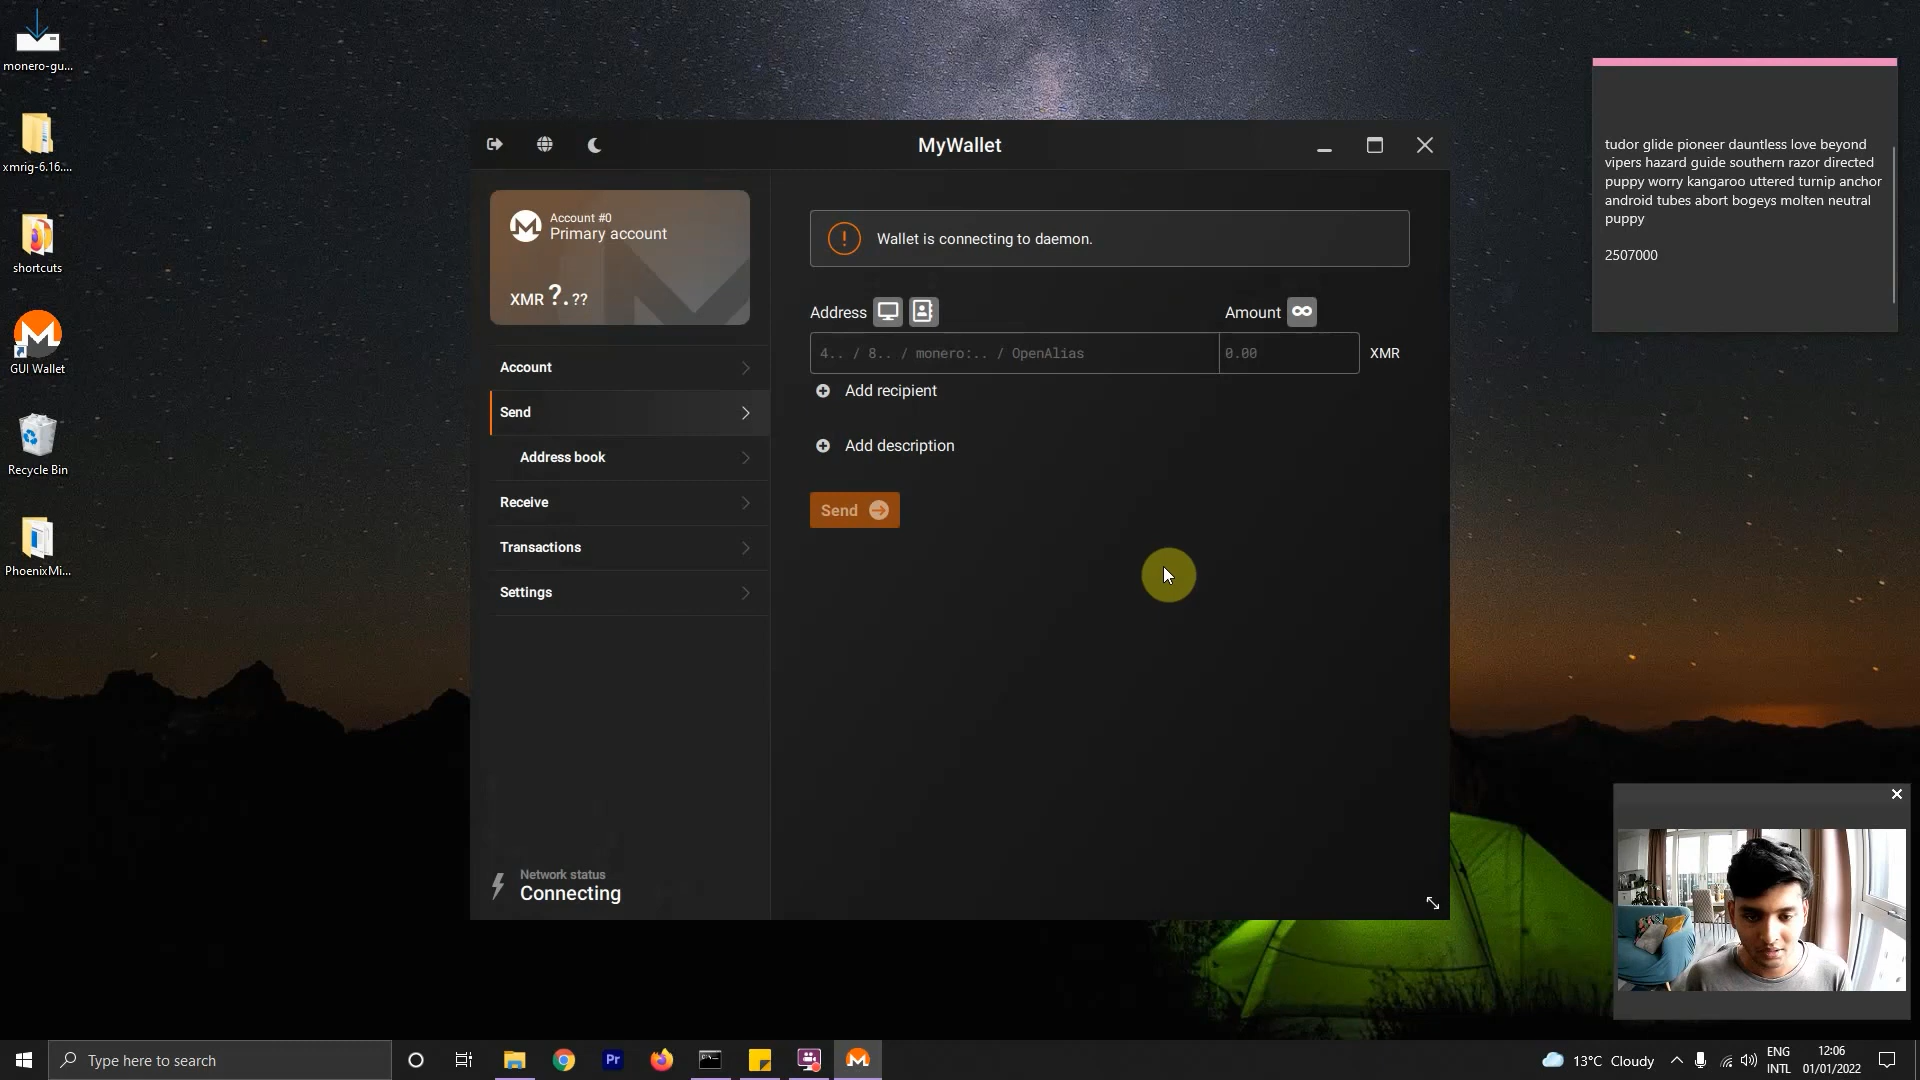 monero-gu...
xmrig-6.16....
shortcuts
GUI Wallet
Recycle Bin
PhoenixMi...
MyWallet
Account #0
Primary account
XMR ?.??
Account
Send
Address book
Receive
Transactions
Settings
Network status
Connecting
Wallet is connecting to daemon.
Address
Amount
4.. / 8.. / monero:.. / OpenAlias
0.00
XMR
Add recipient
Add description
Send
tudor glide pioneer dauntless love beyond
vipers hazard guide southern razor directed
puppy worry kangaroo uttered turnip anchor
android tubes abort bogeys molten neutral
puppy
2507000
Type here to search
Pr
13°C Cloudy
ENG
INTL
12:06
01/01/2022